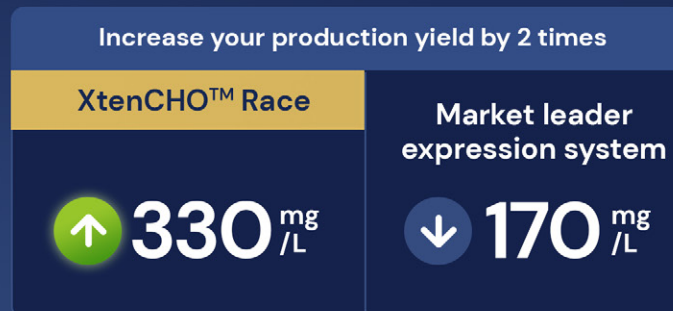 Increase your production yield by 2 times
XtenCHO™ Race
Market leader
expression system
330 mg/L
170 mg/L